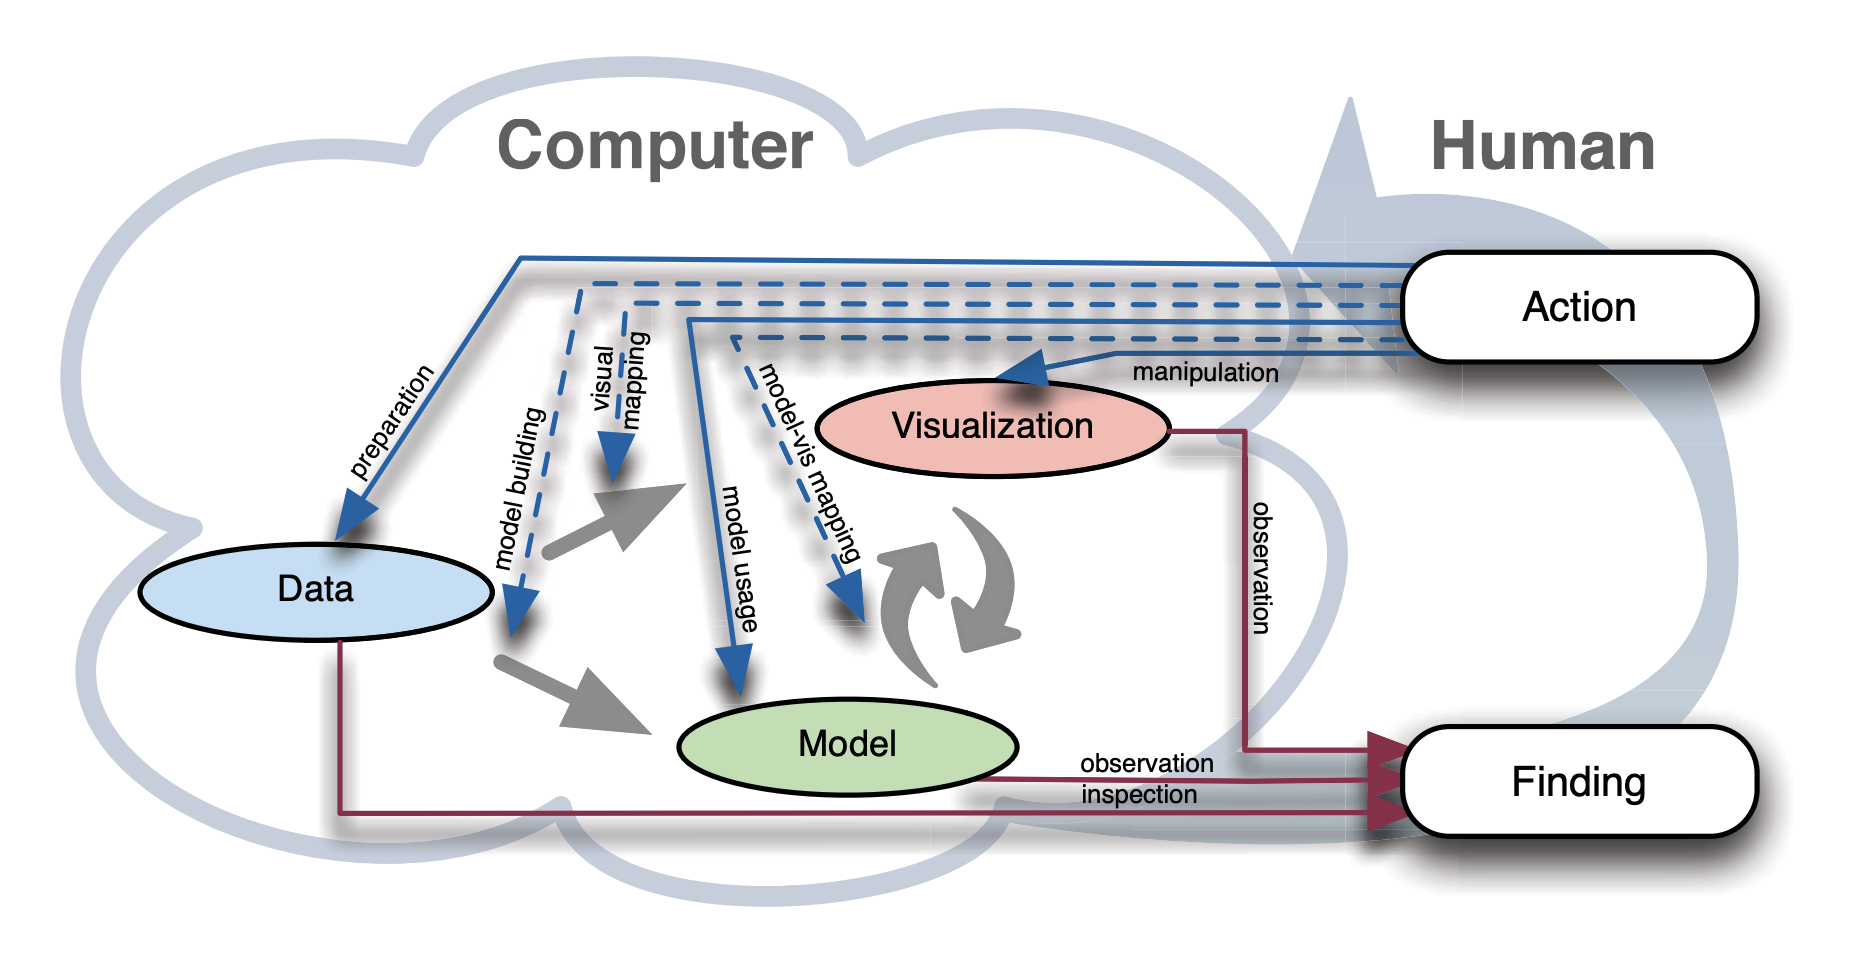 Computer
Human
Action
manipulation
visual
mapping
preparation
model building
model-vis mapping
Visualization
model usage
observation
Data
Model
observation
inspection
Finding